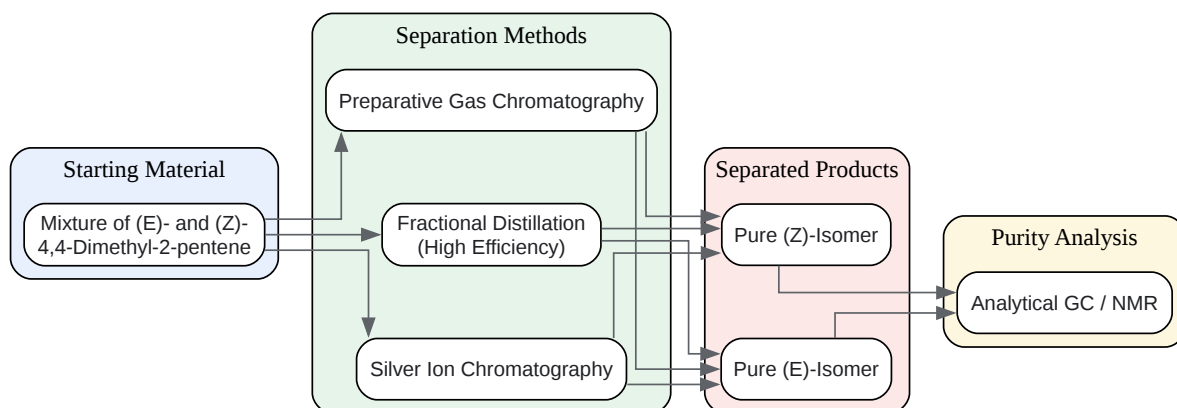 Starting Material
Mixture of (E)- and (Z)-
4,4-Dimethyl-2-pentene
Separation Methods
Preparative Gas Chromatography
Fractional Distillation
(High Efficiency)
Silver Ion Chromatography
Separated Products
Pure (Z)-Isomer
Pure (E)-Isomer
Purity Analysis
Analytical GC / NMR